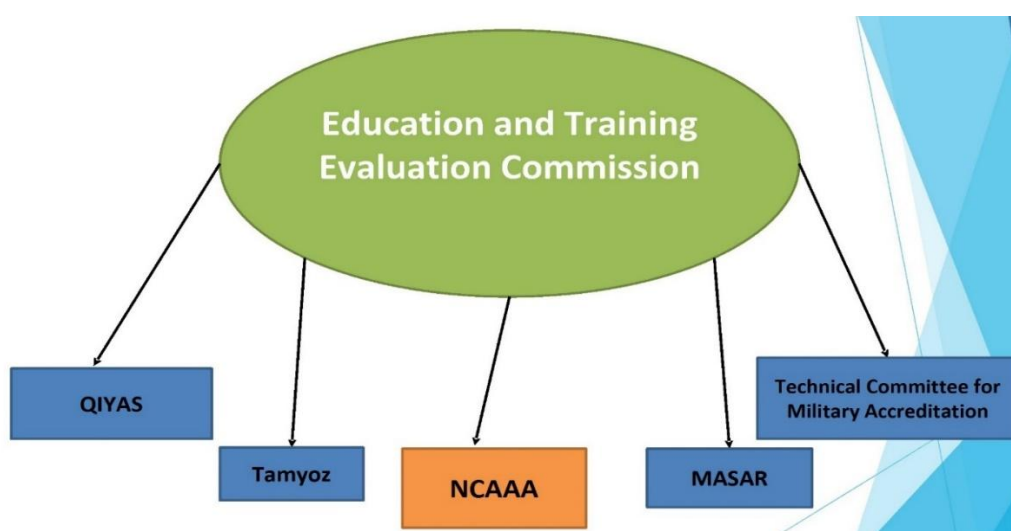 Education and Training
Evaluation Commission
QIYAS
Tamyoz
NCAAA
MASAR
Technical Committee for
Military Accreditation